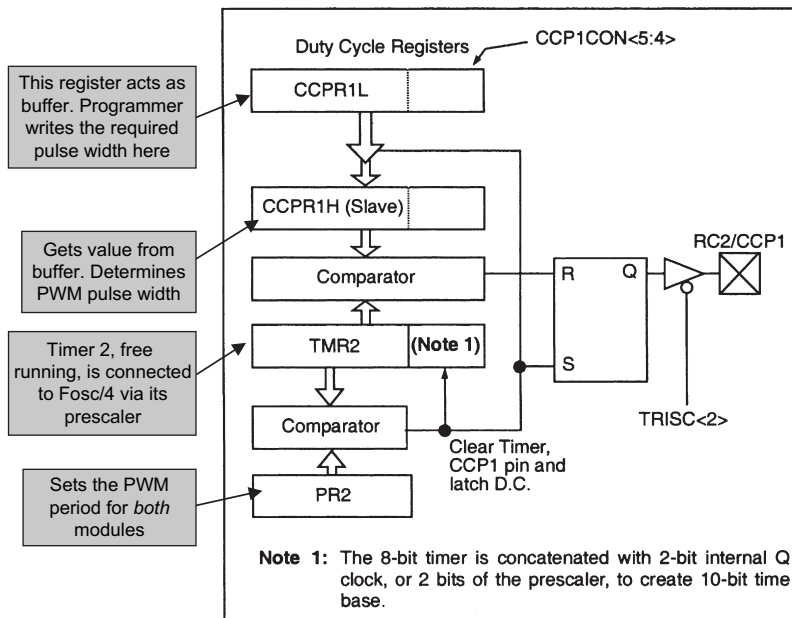 Duty Cycle Registers
CCP1CON<5:4>
This register acts as
buffer. Programmer
writes the required
pulse width here
CCPR1L
CCPR1H (Slave)
Gets value from
buffer. Determines
PWM pulse width
Comparator
RC2/CCP1
R
Q
S
Timer 2, free
running, is connected
to Fosc/4 via its
prescaler
TMR2
(Note 1)
TRISC<2>
Comparator
Clear Timer,
CCP1 pin and
latch D.C.
Sets the PWM
period for both
modules
PR2
Note 1: The 8-bit timer is concatenated with 2-bit internal Q
clock, or 2 bits of the prescaler, to create 10-bit time
base.